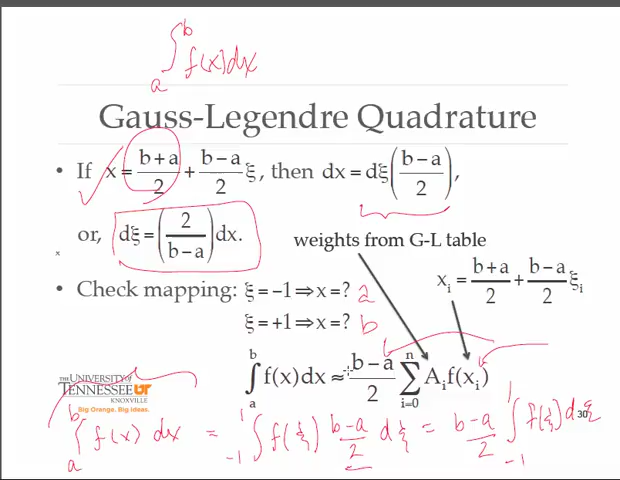 ∫_a^b f(x)dx
Gauss-Legendre Quadrature
• If x = (b+a)/2 + (b−a)/2 ξ, then dx = dξ((b−a)/2),
or, dξ = (2/(b−a))dx.
weights from G-L table
x_i = (b+a)/2 + (b−a)/2 ξ_i
x
• Check mapping: ξ = −1 ⇒ x = ? a
ξ = +1 ⇒ x = ? b
∫_a^b f(x)dx ≈ (b−a)/2 ∑_{i=0}^n A_i f(x_i)
THE UNIVERSITY of
TENNESSEE UT
KNOXVILLE
Big Orange. Big Ideas.
∫_a^b f(x) dx = ∫_{-1}^1 f(ξ) (b−a)/2 dξ = (b−a)/2 ∫_{-1}^1 f(ξ) dξ
30